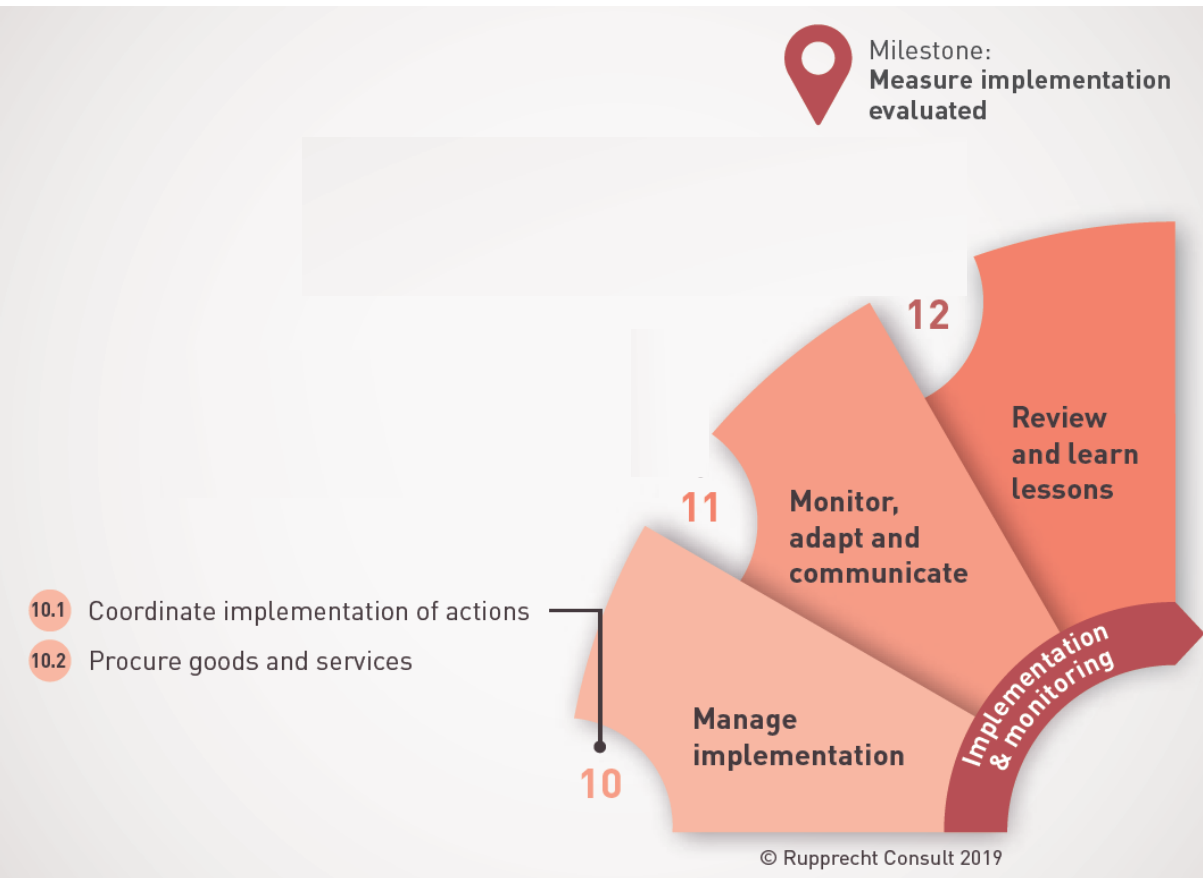 Milestone:
Measure implementation
evaluated
12
Review
and learn
lessons
11
Monitor,
adapt and
communicate
10.1 Coordinate implementation of actions
10.2 Procure goods and services
10
Manage
implementation
Implementation
& monitoring
© Rupprecht Consult 2019